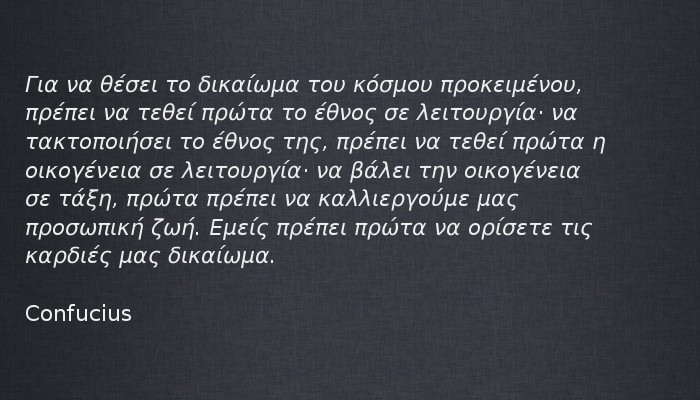 Για να θέσει το δικαίωμα του κόσμου προκειμένου,
πρέπει να τεθεί πρώτα το έθνος σε λειτουργία· να
τακτοποιήσει το έθνος της, πρέπει να τεθεί πρώτα η
οικογένεια σε λειτουργία· να βάλει την οικογένεια
σε τάξη, πρώτα πρέπει να καλλιεργούμε μας
προσωπική ζωή. Εμείς πρέπει πρώτα να ορίσετε τις
καρδιές μας δικαίωμα.
Confucius